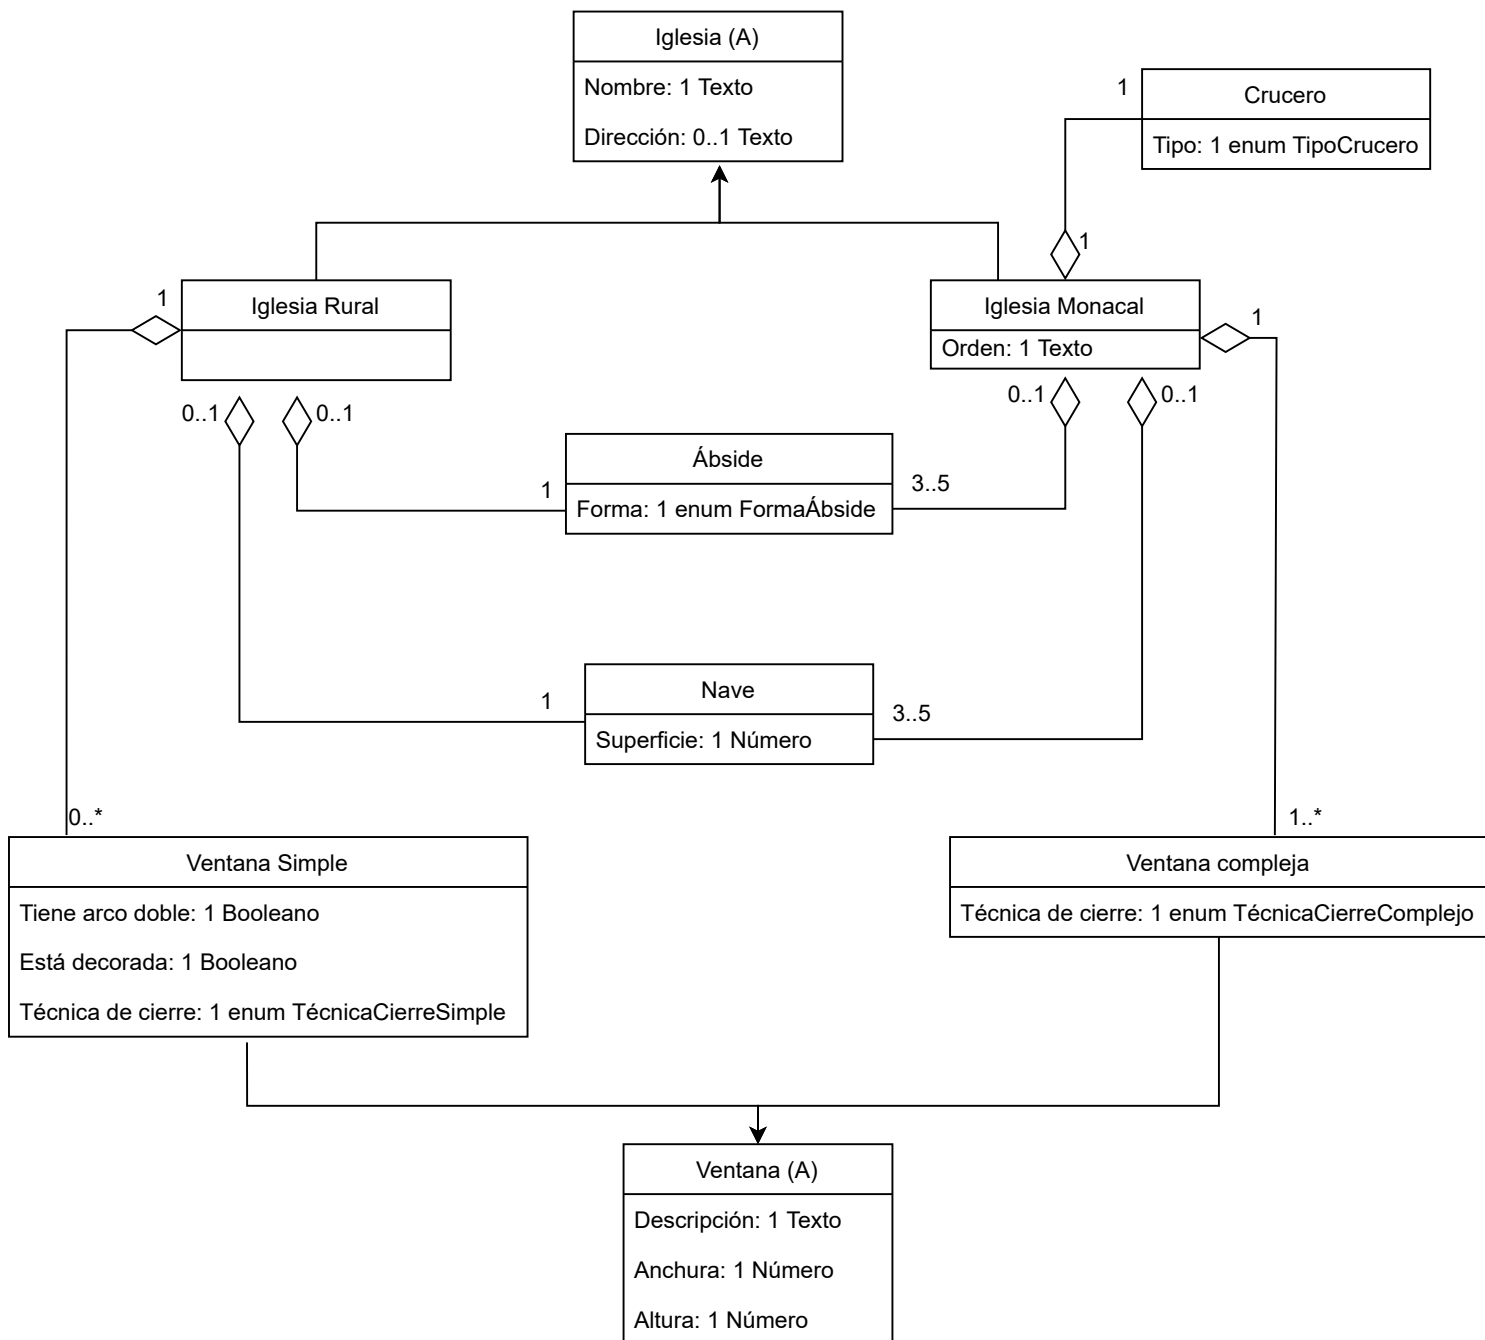 Iglesia (A)
Nombre: 1 Texto
Dirección: 0..1 Texto
1
Crucero
Tipo: 1 enum TipoCrucero
1
1
Iglesia Rural
Iglesia Monacal
Orden: 1 Texto
1
0..1
0..1
0..1
0..1
Ábside
Forma: 1 enum FormaÁbside
1
3..5
Nave
Superficie: 1 Número
1
3..5
0..*
1..*
Ventana Simple
Tiene arco doble: 1 Booleano
Está decorada: 1 Booleano
Técnica de cierre: 1 enum TécnicaCierreSimple
Ventana compleja
Técnica de cierre: 1 enum TécnicaCierreComplejo
Ventana (A)
Descripción: 1 Texto
Anchura: 1 Número
Altura: 1 Número